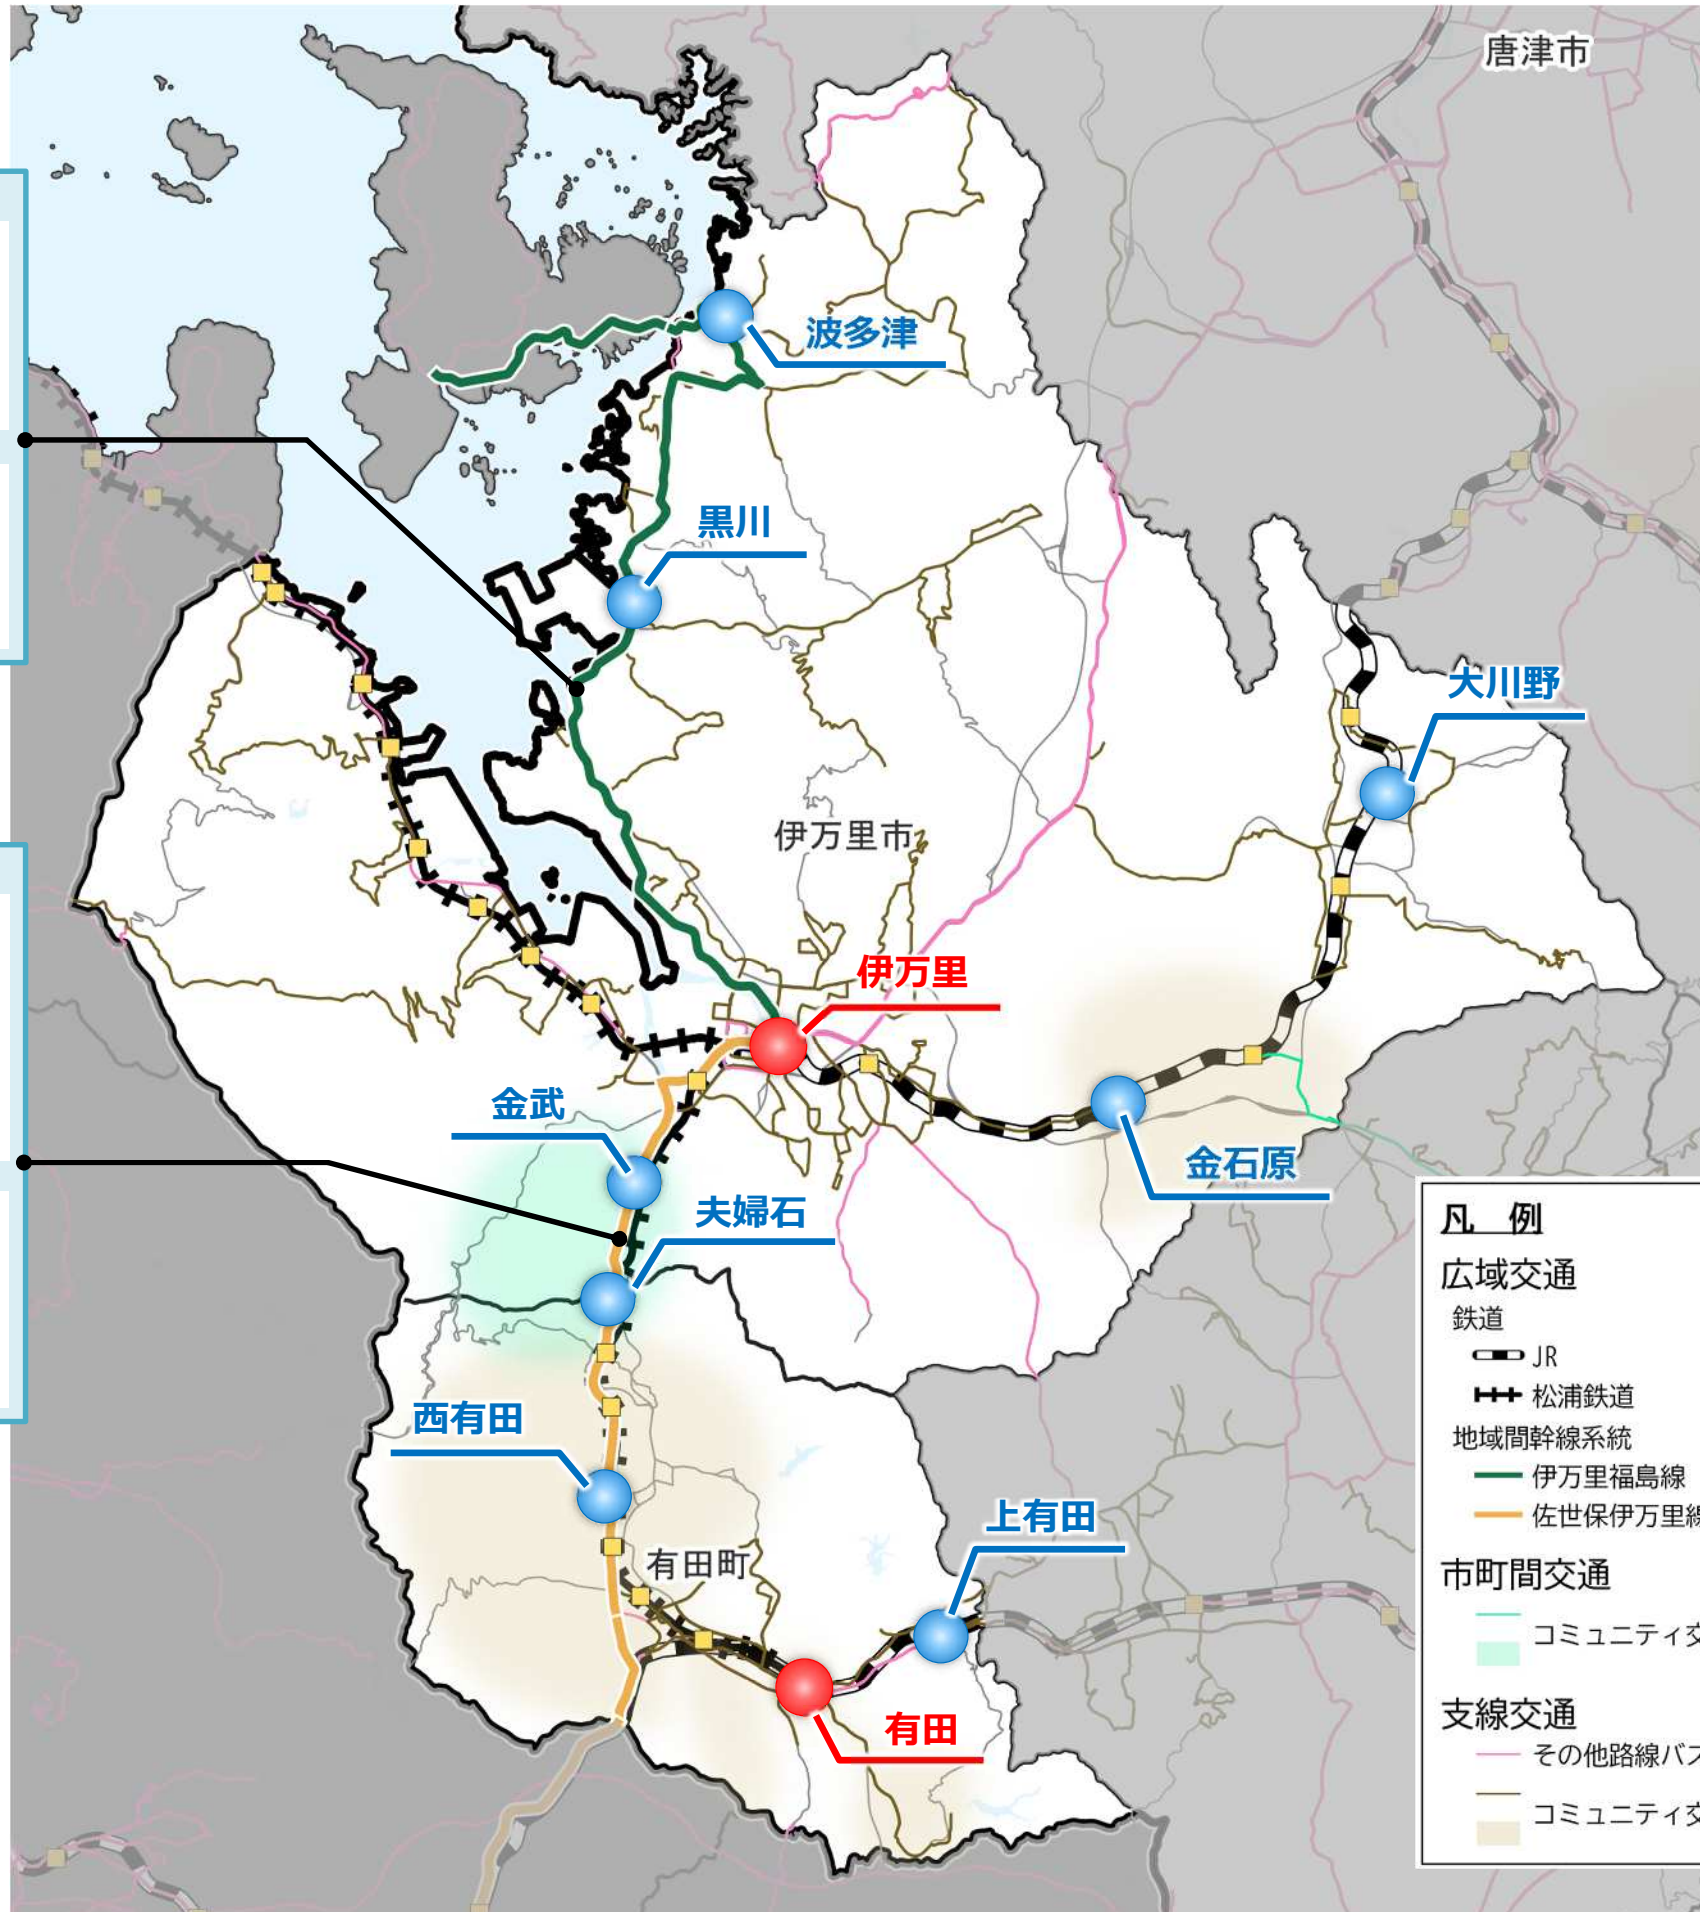 唐津市
波多津
黒川
大川野
伊万里市
伊万里
金武
金石原
夫婦石
西有田
上有田
有田町
有田
凡 例
広域交通
鉄道
JR
松浦鉄道
地域間幹線系統
伊万里福島線
佐世保伊万里線
市町間交通
コミュニティ交
支線交通
その他路線バス
コミュニティ交